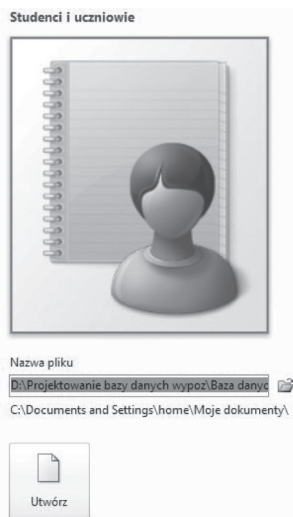 Studenci i uczniowie
Nazwa pliku
D:\Projektowanie bazy danych wypoz\Baza danyc
C:\Documents and Settings\home\Moje dokumenty\
Utwórz